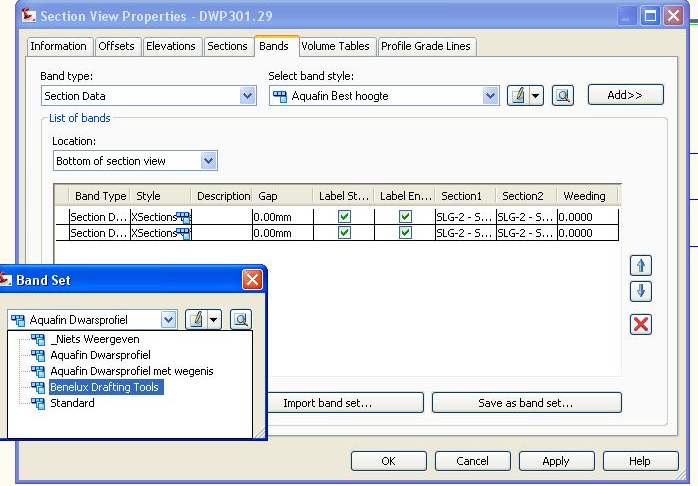 Section View Properties - DWP301.29
Information Offsets Elevations Sections Bands Volume Tables Profile Grade Lines
Band type: Select band style:
Section Data Aquafin Best hoogte Add>>
List of bands
Location:
Bottom of section view
Band Type Style Description Gap Label St... Label En... Section1 Section2 Weeding
Section D... XSections 0.00mm SLG-2 - S... SLG-2 - S... 0.0000
Section D... XSections 0.00mm SLG-2 - S... SLG-2 - S... 0.0000
Band Set
Aquafin Dwarsprofiel
_Niets Weergeven
Aquafin Dwarsprofiel
Aquafin Dwarsprofiel met wegenis
Benelux Drafting Tools
Standard
Import band set... Save as band set...
OK Cancel Apply Help